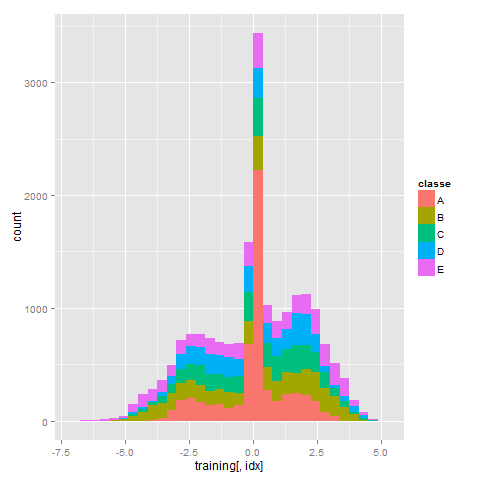 3000
2000
1000
0
count
-7.5
-5.0
-2.5
0.0
2.5
5.0
training[, idx]
classe
A
B
C
D
E